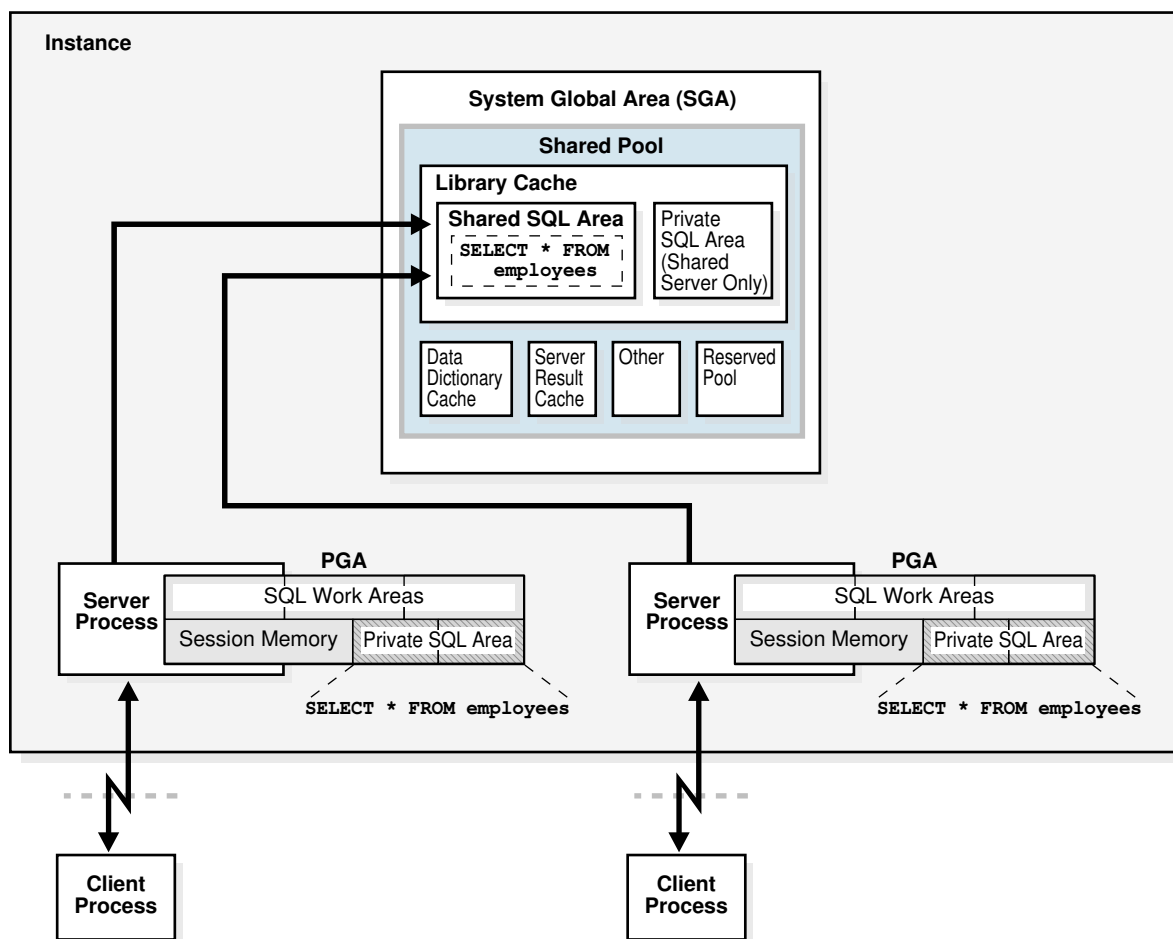 Instance
System Global Area (SGA)
Shared Pool
Library Cache
Shared SQL Area
SELECT * FROM
employees
Private
SQL Area
(Shared
Server Only)
Data
Dictionary
Cache
Server
Result
Cache
Other
Reserved
Pool
PGA
Server
Process
SQL Work Areas
Session Memory
Private SQL Area
SELECT * FROM employees
PGA
Server
Process
SQL Work Areas
Session Memory
Private SQL Area
SELECT * FROM employees
Client
Process
Client
Process